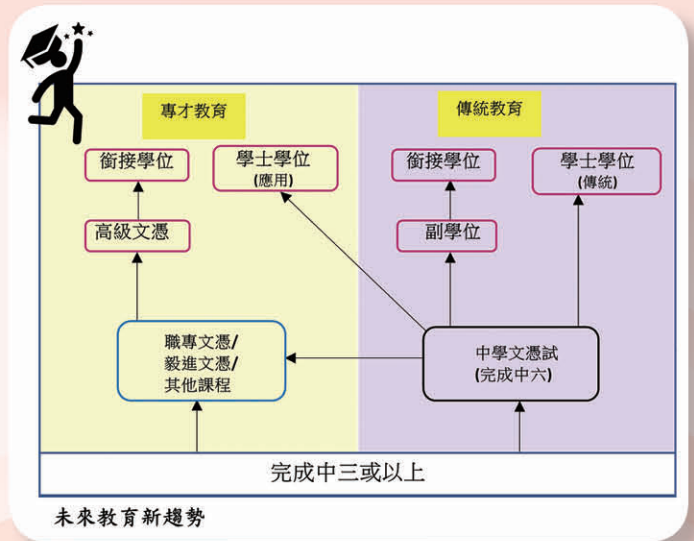 專才教育
傳統教育
銜接學位
學士學位
(應用)
銜接學位
學士學位
(傳統)
高級文憑
副學位
職專文憑/
毅進文憑/
其他課程
中學文憑試
(完成中六)
完成中三或以上
未來教育新趨勢